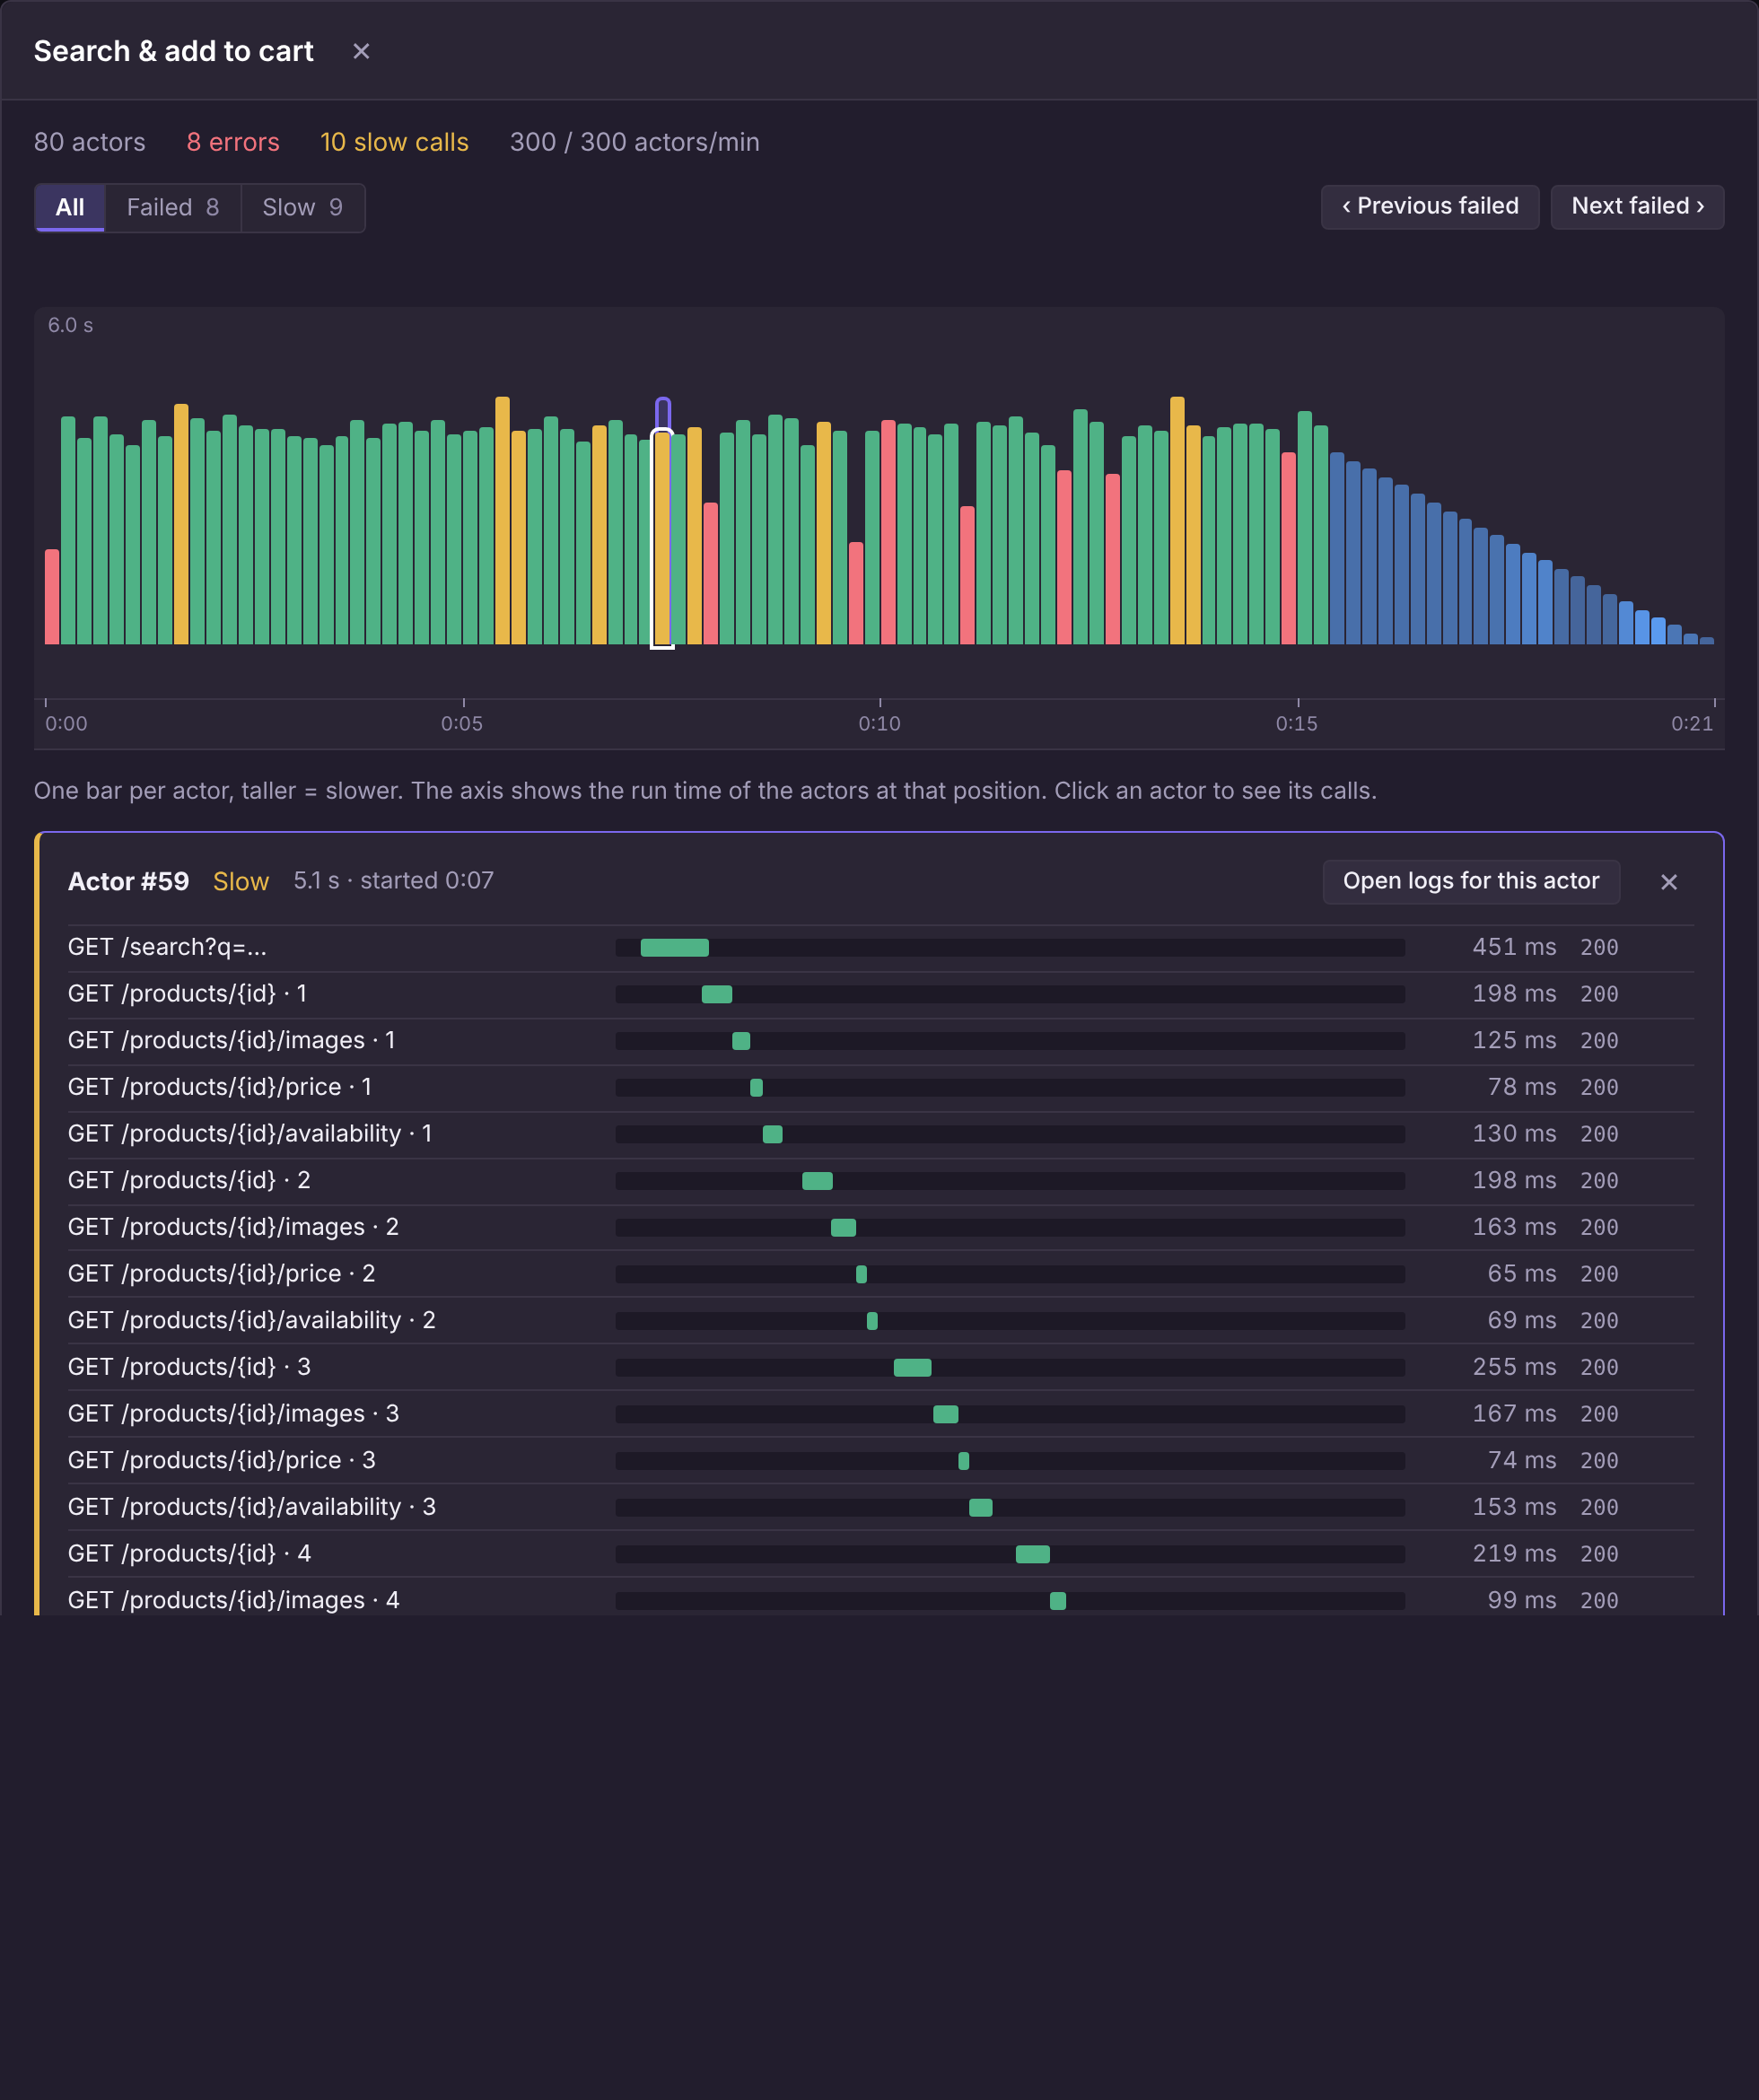 Search & add to cart ×
80 actors 8 errors 10 slow calls 300 / 300 actors/min
All Failed 8 Slow 9 ‹ Previous failed Next failed ›
6.0 s
0:00 0:05 0:10 0:15 0:21
One bar per actor, taller = slower. The axis shows the run time of the actors at that position. Click an actor to see its calls.
Actor #59 Slow 5.1 s · started 0:07 Open logs for this actor ×
GET /search?q=... 451 ms 200
GET /products/{id} · 1 198 ms 200
GET /products/{id}/images · 1 125 ms 200
GET /products/{id}/price · 1 78 ms 200
GET /products/{id}/availability · 1 130 ms 200
GET /products/{id} · 2 198 ms 200
GET /products/{id}/images · 2 163 ms 200
GET /products/{id}/price · 2 65 ms 200
GET /products/{id}/availability · 2 69 ms 200
GET /products/{id} · 3 255 ms 200
GET /products/{id}/images · 3 167 ms 200
GET /products/{id}/price · 3 74 ms 200
GET /products/{id}/availability · 3 153 ms 200
GET /products/{id} · 4 219 ms 200
GET /products/{id}/images · 4 99 ms 200